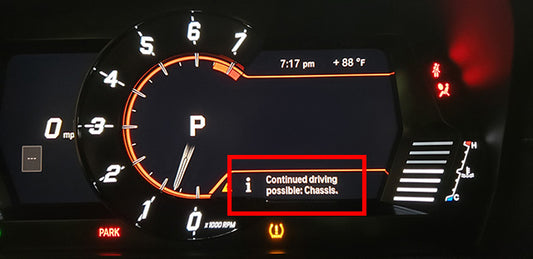 7:17 pm + 88 °F
7
6
5
4
3
2
1
0
x1000 RPM
0 mp
---
P
i Continued driving
possible: Chassis.
H
C
PARK